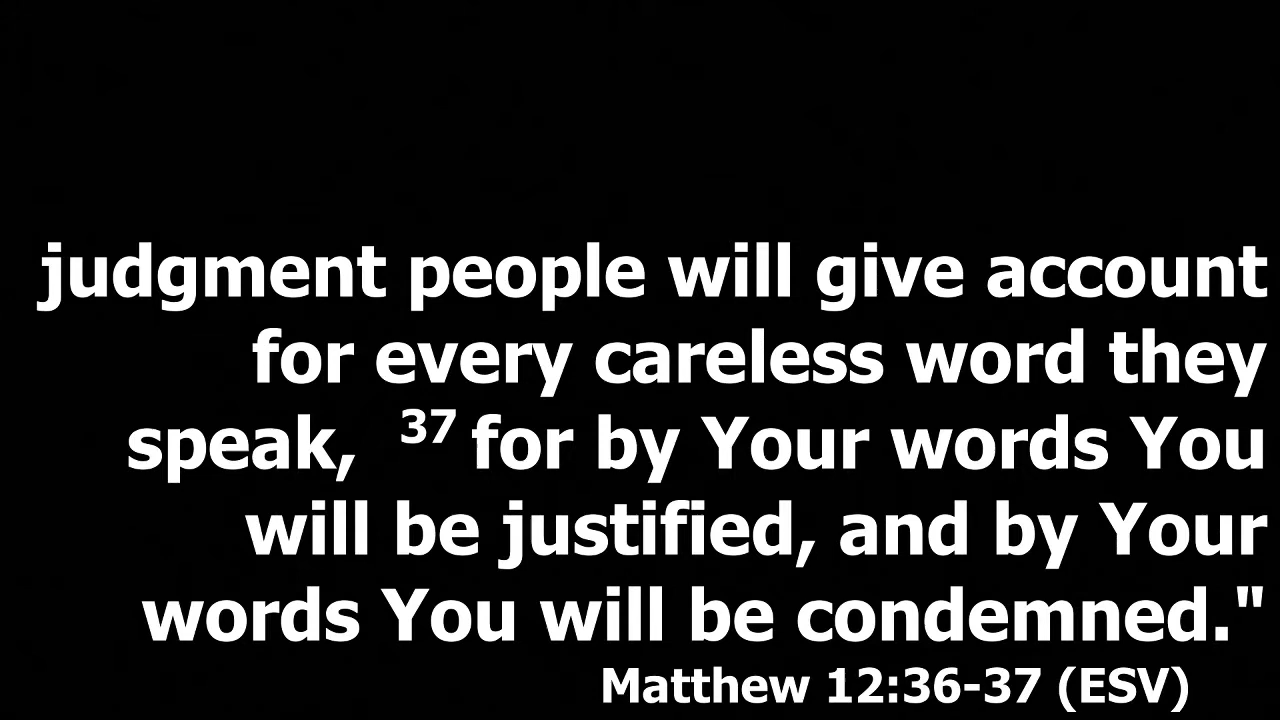 judgment people will give account
for every careless word they
speak, 37 for by Your words You
will be justified, and by Your
words You will be condemned."
Matthew 12:36-37 (ESV)